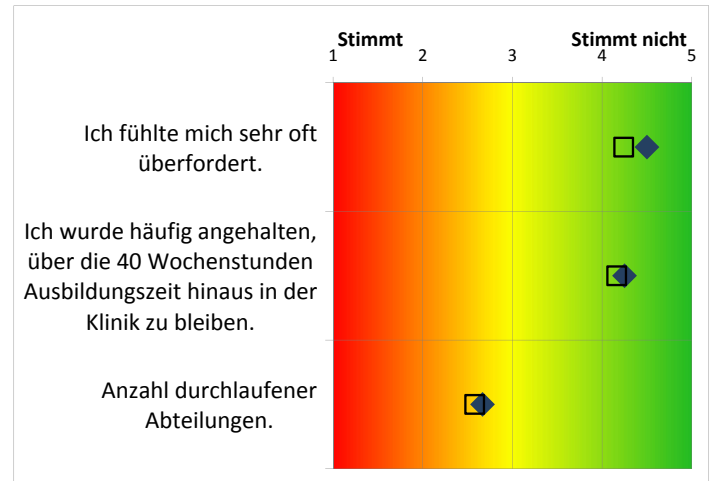 Stimmt Stimmt nicht
1 2 3 4 5
Ich fühlte mich sehr oft
überfordert.
Ich wurde häufig angehalten,
über die 40 Wochenstunden
Ausbildungszeit hinaus in der
Klinik zu bleiben.
Anzahl durchlaufener
Abteilungen.